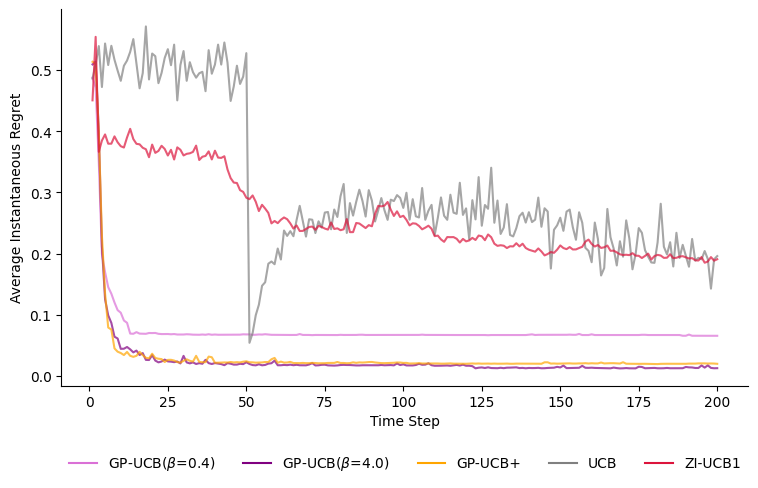 Average Instantaneous Regret
0.5
0.4
0.3
0.2
0.1
0.0
0 25 50 75 100 125 150 175 200
Time Step
GP-UCB(β=0.4) GP-UCB(β=4.0) GP-UCB+ UCB ZI-UCB1